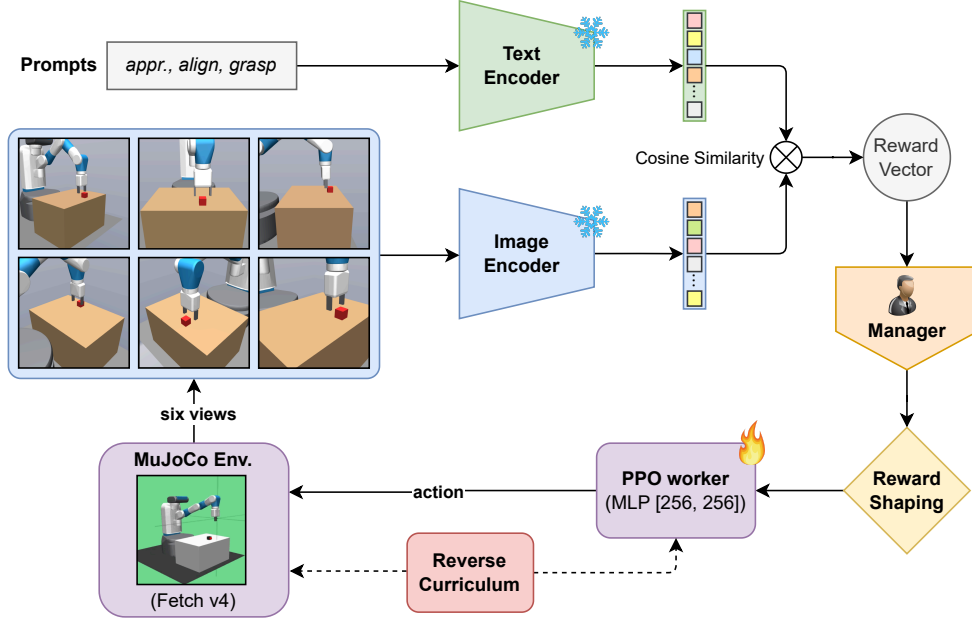 Prompts
appr., align, grasp
Text
Encoder
Cosine Similarity
Reward
Vector
Image
Encoder
Manager
six views
MuJoCo Env.
(Fetch v4)
action
PPO worker
(MLP [256, 256])
Reward
Shaping
Reverse
Curriculum